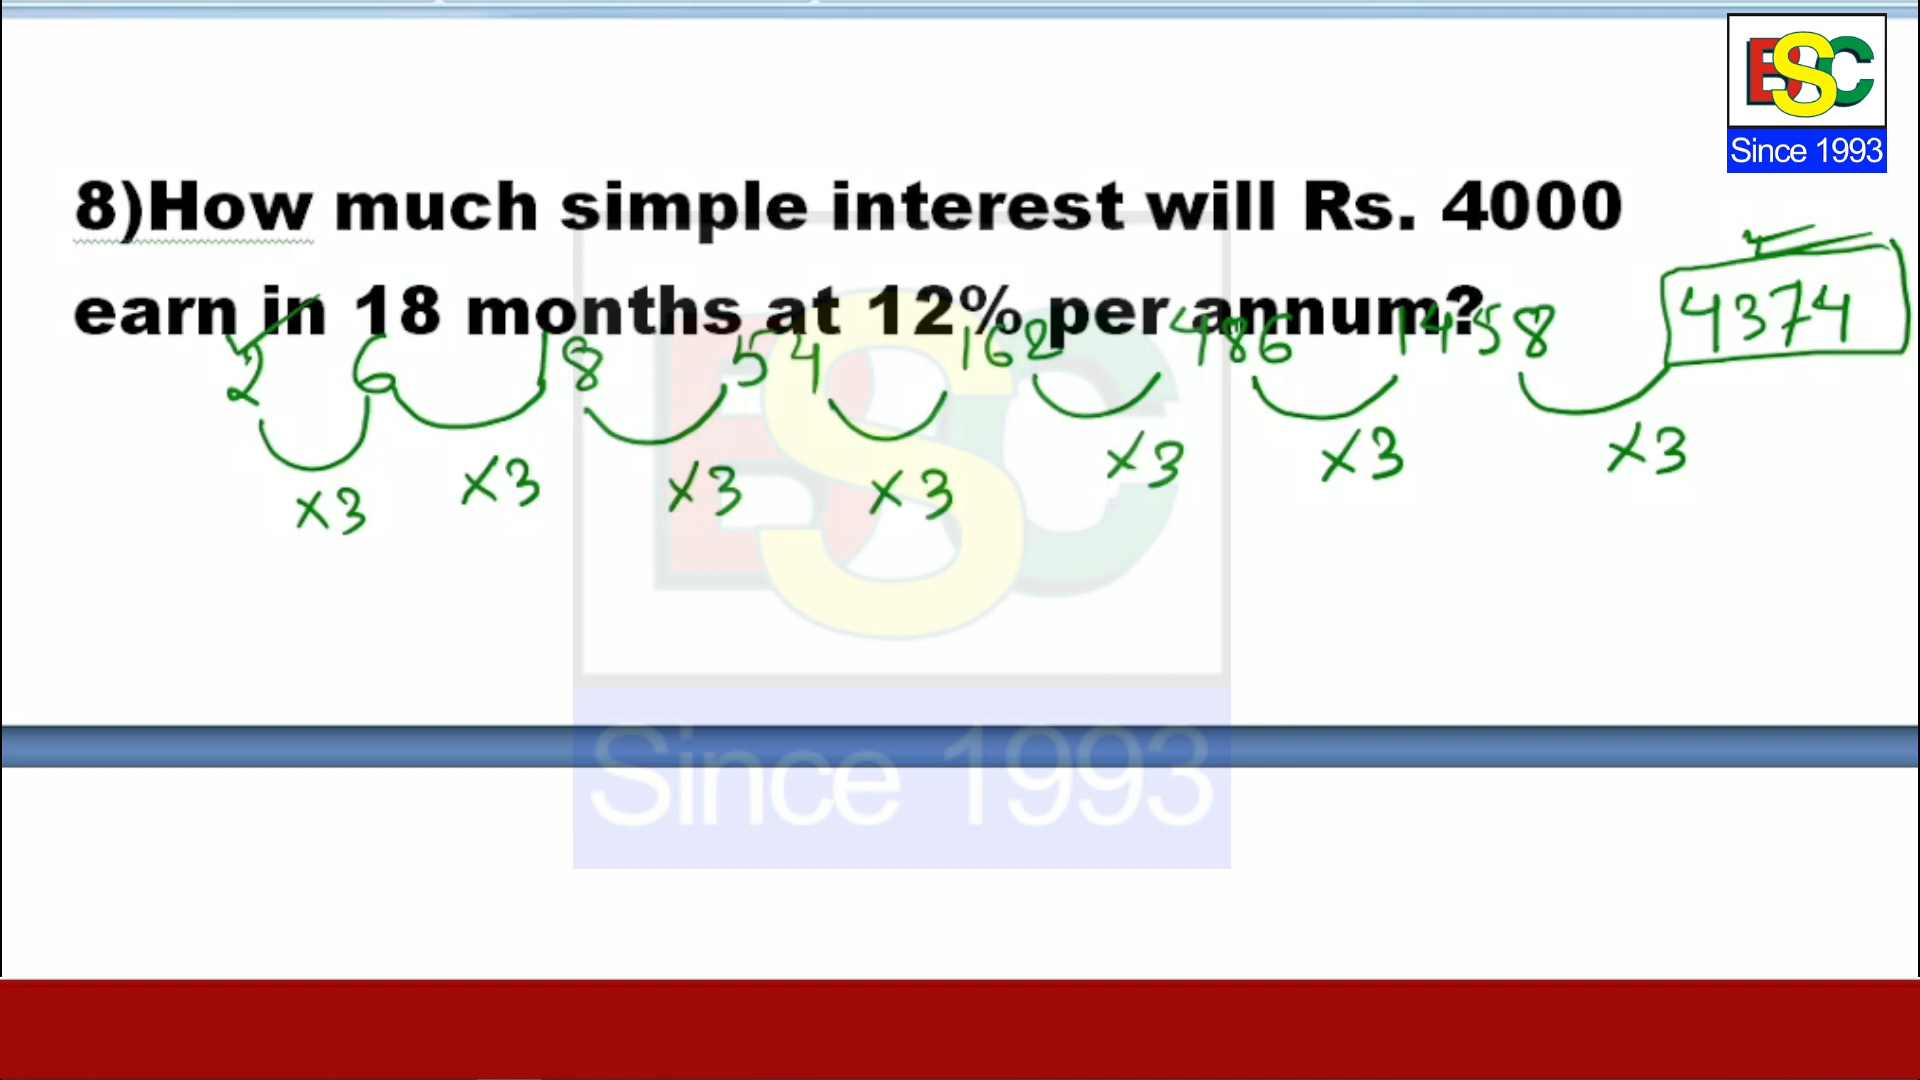 ESC
Since 1993
8)How much simple interest will Rs. 4000
earn in 18 months at 12% per annum?
2 6 18 54 162 486 1458 4374
×3 ×3 ×3 ×3 ×3 ×3 ×3
ESC
Since 1993